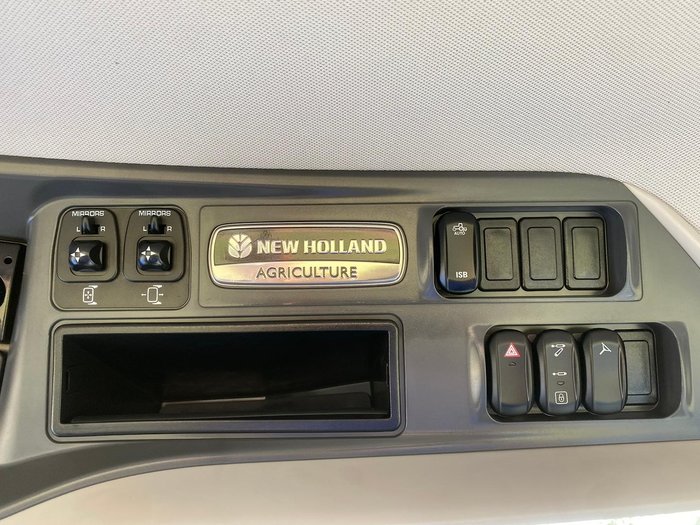 MIRRORS
L R
MIRRORS
L R
NEW HOLLAND
AGRICULTURE
AUTO
ISB